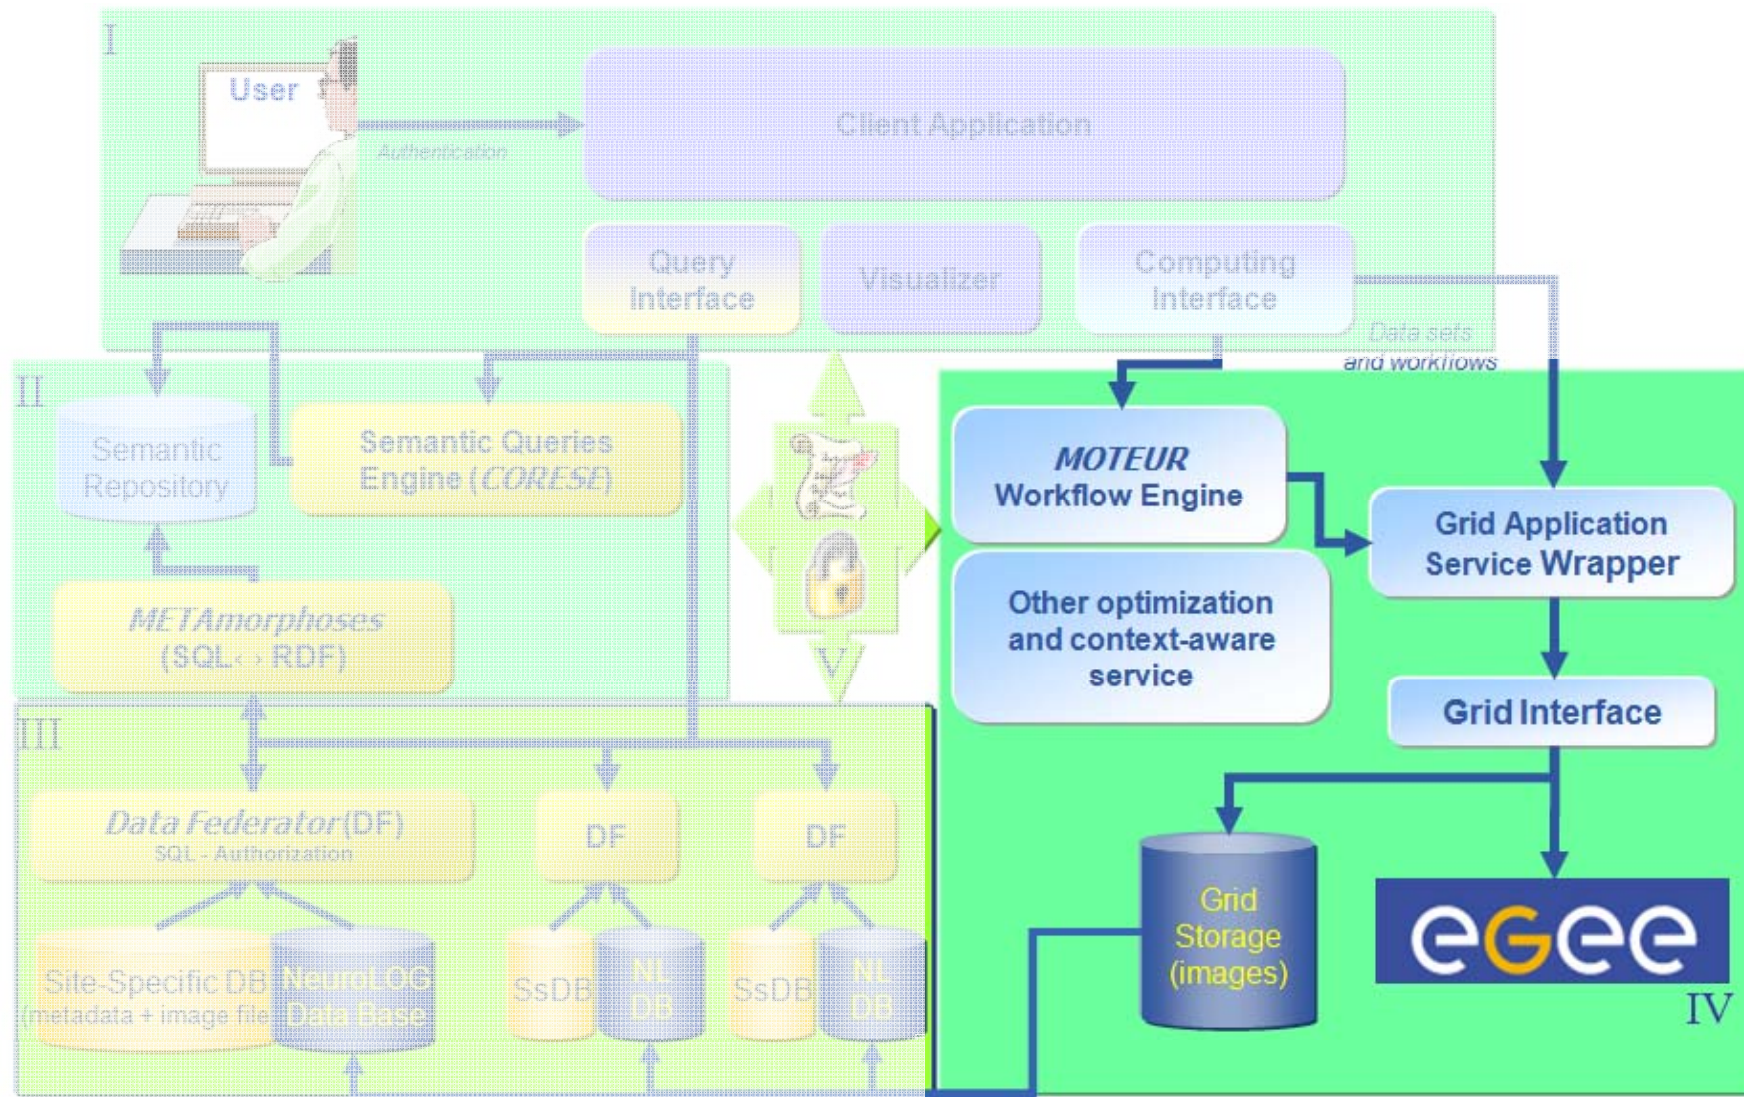 I
User
Authentication
Client Application
Query
Interface
Visualizer
Computing
Interface
Data sets
and workflows
II
Semantic
Repository
Semantic Queries
Engine (CORESE)
METAmorphoses
(SQL<->RDF)
V
MOTEUR
Workflow Engine
Other optimization
and context-aware
service
Grid Application
Service Wrapper
Grid Interface
Grid
Storage
(images)
eGee
IV
III
Data Federator(DF)
SQL - Authorization
DF
DF
Site-Specific DB
(metadata + image file
NeuroLOG
Data Base
SsDB
NL
DB
SsDB
NL
DB